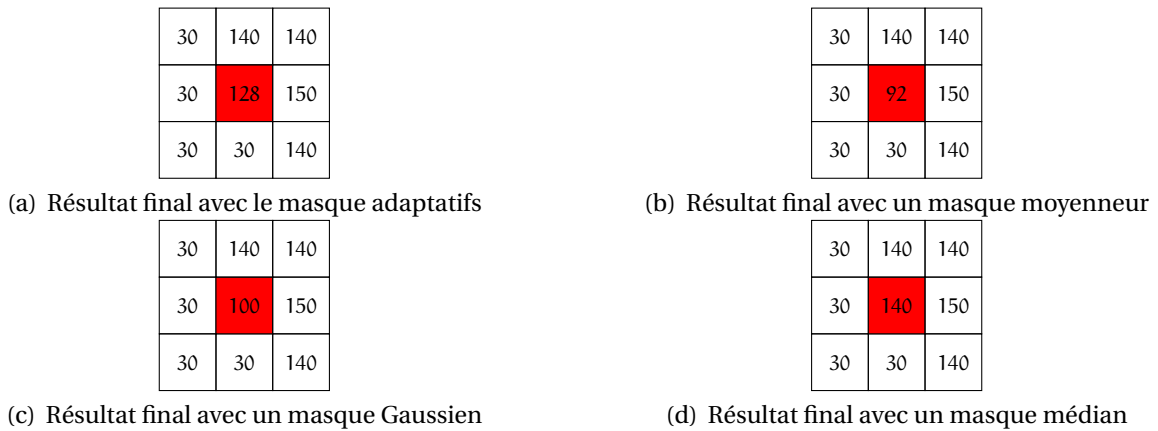 30 140 140
30 128 150
30 30 140
(a) Résultat final avec le masque adaptatifs
30 140 140
30 92 150
30 30 140
(b) Résultat final avec un masque moyenneur
30 140 140
30 100 150
30 30 140
(c) Résultat final avec un masque Gaussien
30 140 140
30 140 150
30 30 140
(d) Résultat final avec un masque médian